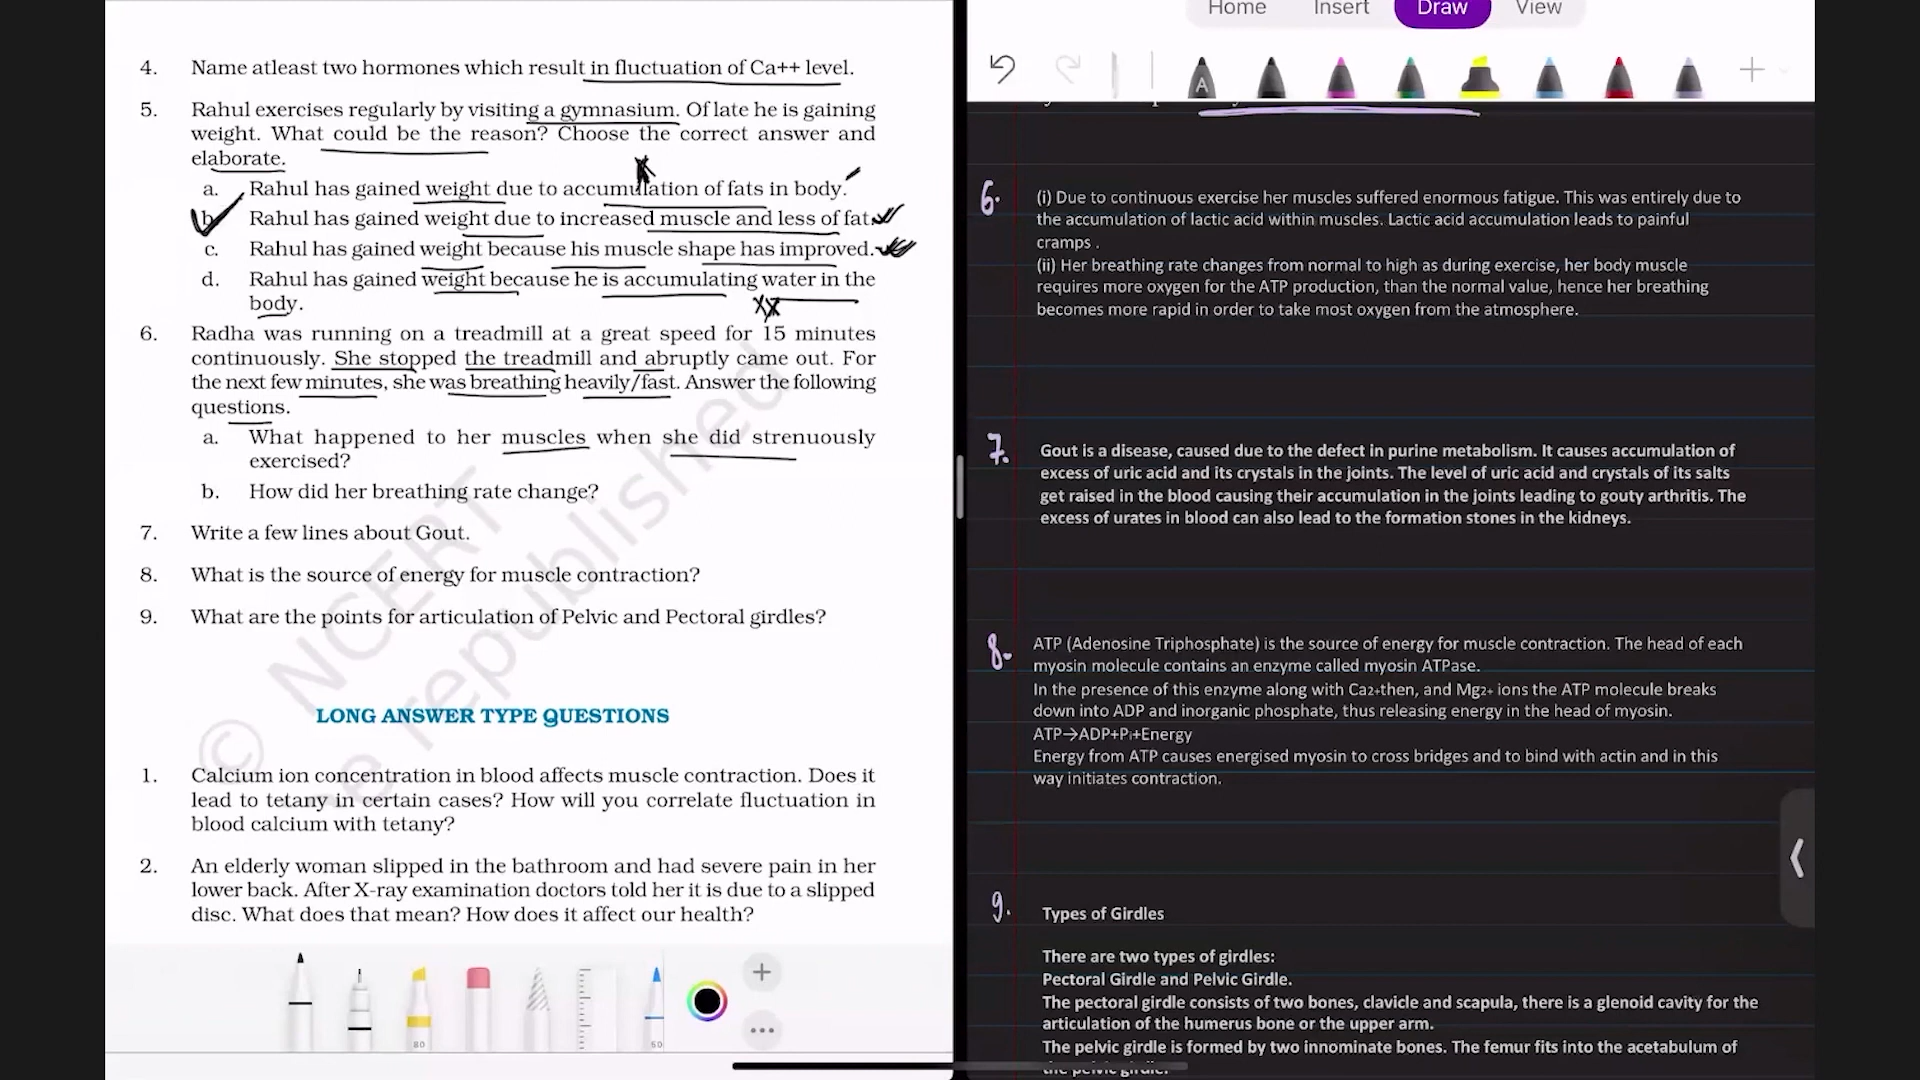 4. Name atleast two hormones which result in fluctuation of Ca++ level.
5. Rahul exercises regularly by visiting a gymnasium. Of late he is gaining
weight. What could be the reason? Choose the correct answer and
elaborate.
a. Rahul has gained weight due to accumulation of fats in body.
b. Rahul has gained weight due to increased muscle and less of fat.
c. Rahul has gained weight because his muscle shape has improved.
d. Rahul has gained weight because he is accumulating water in the
body.
6. Radha was running on a treadmill at a great speed for 15 minutes
continuously. She stopped the treadmill and abruptly came out. For
the next few minutes, she was breathing heavily/fast. Answer the following
questions.
a. What happened to her muscles when she did strenuously
exercised?
b. How did her breathing rate change?
7. Write a few lines about Gout.
8. What is the source of energy for muscle contraction?
9. What are the points for articulation of Pelvic and Pectoral girdles?
LONG ANSWER TYPE QUESTIONS
1. Calcium ion concentration in blood affects muscle contraction. Does it
lead to tetany in certain cases? How will you correlate fluctuation in
blood calcium with tetany?
2. An elderly woman slipped in the bathroom and had severe pain in her
lower back. After X-ray examination doctors told her it is due to a slipped
disc. What does that mean? How does it affect our health?
© NCERT
be republished
80
50
Home Insert Draw View
A
6. (i) Due to continuous exercise her muscles suffered enormous fatigue. This was entirely due to
the accumulation of lactic acid within muscles. Lactic acid accumulation leads to painful
cramps .
(ii) Her breathing rate changes from normal to high as during exercise, her body muscle
requires more oxygen for the ATP production, than the normal value, hence her breathing
becomes more rapid in order to take most oxygen from the atmosphere.
7. Gout is a disease, caused due to the defect in purine metabolism. It causes accumulation of
excess of uric acid and its crystals in the joints. The level of uric acid and crystals of its salts
get raised in the blood causing their accumulation in the joints leading to gouty arthritis. The
excess of urates in blood can also lead to the formation stones in the kidneys.
8. ATP (Adenosine Triphosphate) is the source of energy for muscle contraction. The head of each
myosin molecule contains an enzyme called myosin ATPase.
In the presence of this enzyme along with Ca2+then, and Mg2+ ions the ATP molecule breaks
down into ADP and inorganic phosphate, thus releasing energy in the head of myosin.
ATP→ADP+Pi+Energy
Energy from ATP causes energised myosin to cross bridges and to bind with actin and in this
way initiates contraction.
9. Types of Girdles
There are two types of girdles:
Pectoral Girdle and Pelvic Girdle.
The pectoral girdle consists of two bones, clavicle and scapula, there is a glenoid cavity for the
articulation of the humerus bone or the upper arm.
The pelvic girdle is formed by two innominate bones. The femur fits into the acetabulum of
the pelvic girdle.